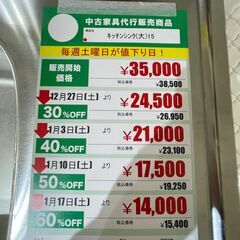 中古家具代行販売商品
商品名
キッチンシンク(大)15
毎週土曜日が値下り日!
販売開始価格 ¥35,000
税込価格 ¥38,500
12月27日(土)より 30%OFF ¥24,500
税込価格 ¥26,950
1月3日(土)より 40%OFF ¥21,000
税込価格 ¥23,100
1月10日(土)より 50%OFF ¥17,500
税込価格 ¥19,250
1月17日(土)より 60%OFF ¥14,000
税込価格 ¥15,400